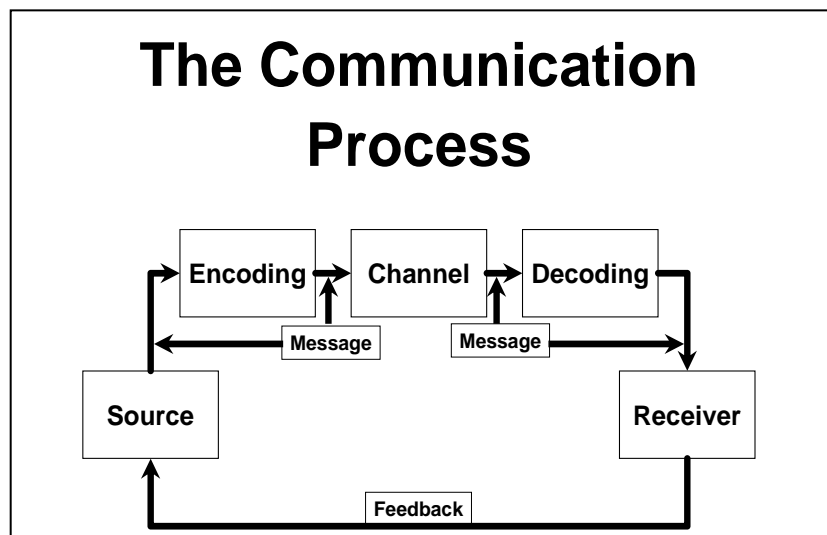 The Communication
Process
Encoding
Channel
Decoding
Message
Message
Source
Receiver
Feedback